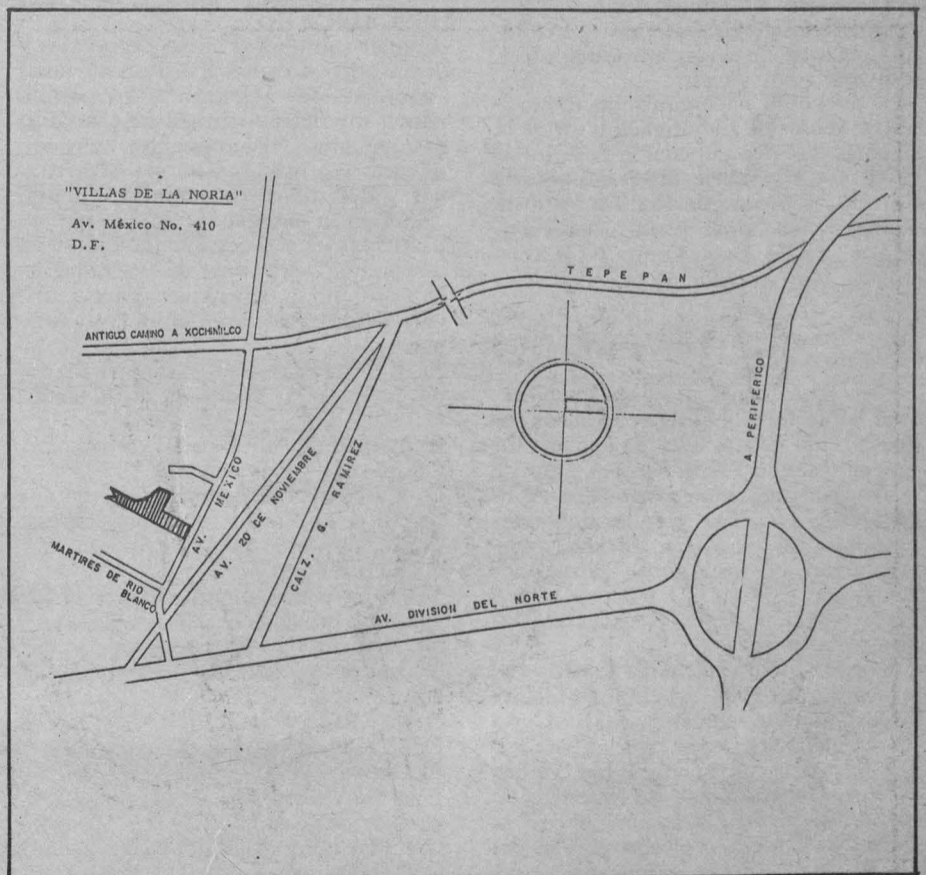 "VILLAS DE LA NORIA"
Av. México No. 410
D.F.
TEPEPAN
ANTIGUO CAMINO A XOCHIMILCO
A PERIFERICO
AV. MEXICO
AV. 20 DE NOVIEMBRE
CALZ. G. RAMIREZ
MARTIRES DE RIO
BLANCO
AV. DIVISION DEL NORTE